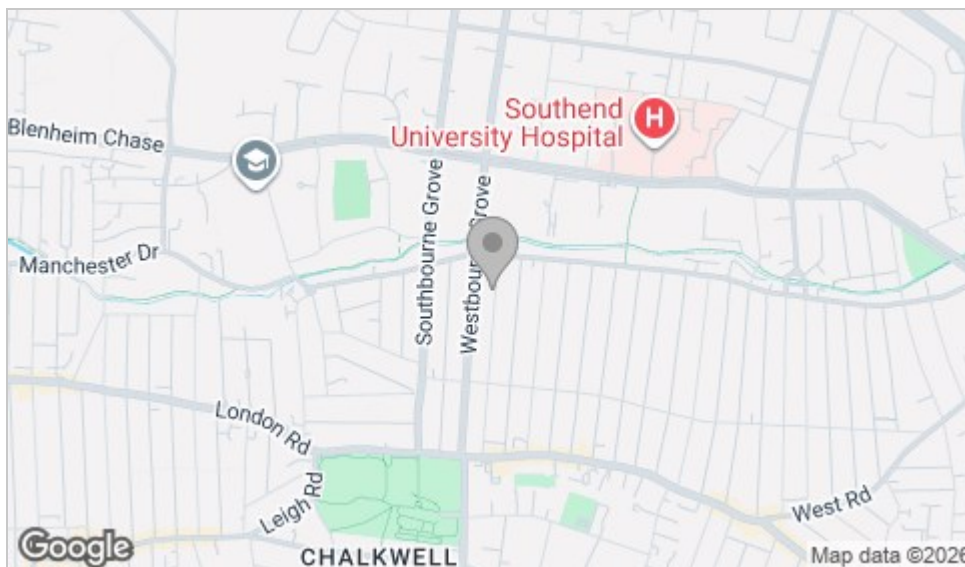 Southend
University Hospital
H
Blenheim Chase
Southbourne Grove
Westbourne Grove
Manchester Dr
London Rd
Leigh Rd
West Rd
CHALKWELL
Google
Map data ©2026